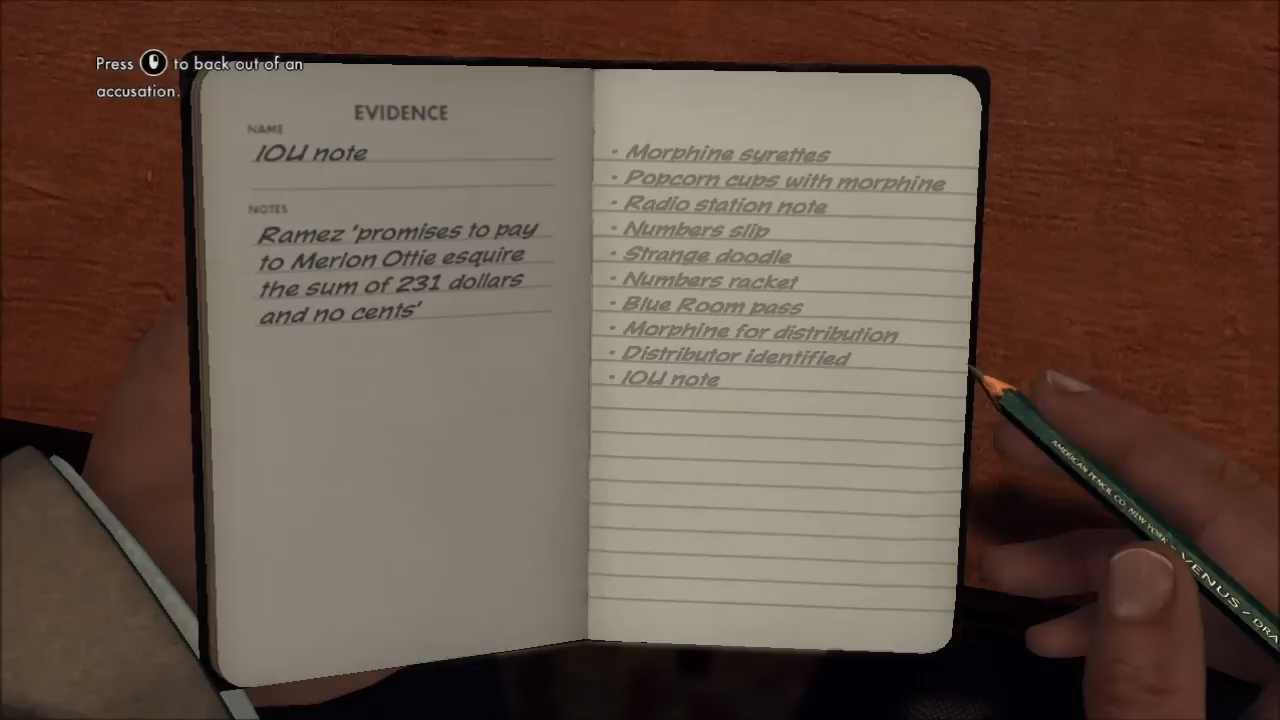 Press to back out of an
accusation.
EVIDENCE
NAME
IOU note
NOTES
Ramez 'promises to pay
to Merlon Ottie esquire
the sum of 231 dollars
and no cents'
• Morphine syrettes
• Popcorn cups with morphine
• Radio station note
• Numbers slip
• Strange doodle
• Numbers racket
• Blue Room pass
• Morphine for distribution
• Distributor identified
• IOU note
AMERICAN PENCIL CO. NEW YORK - VENUS / DRA